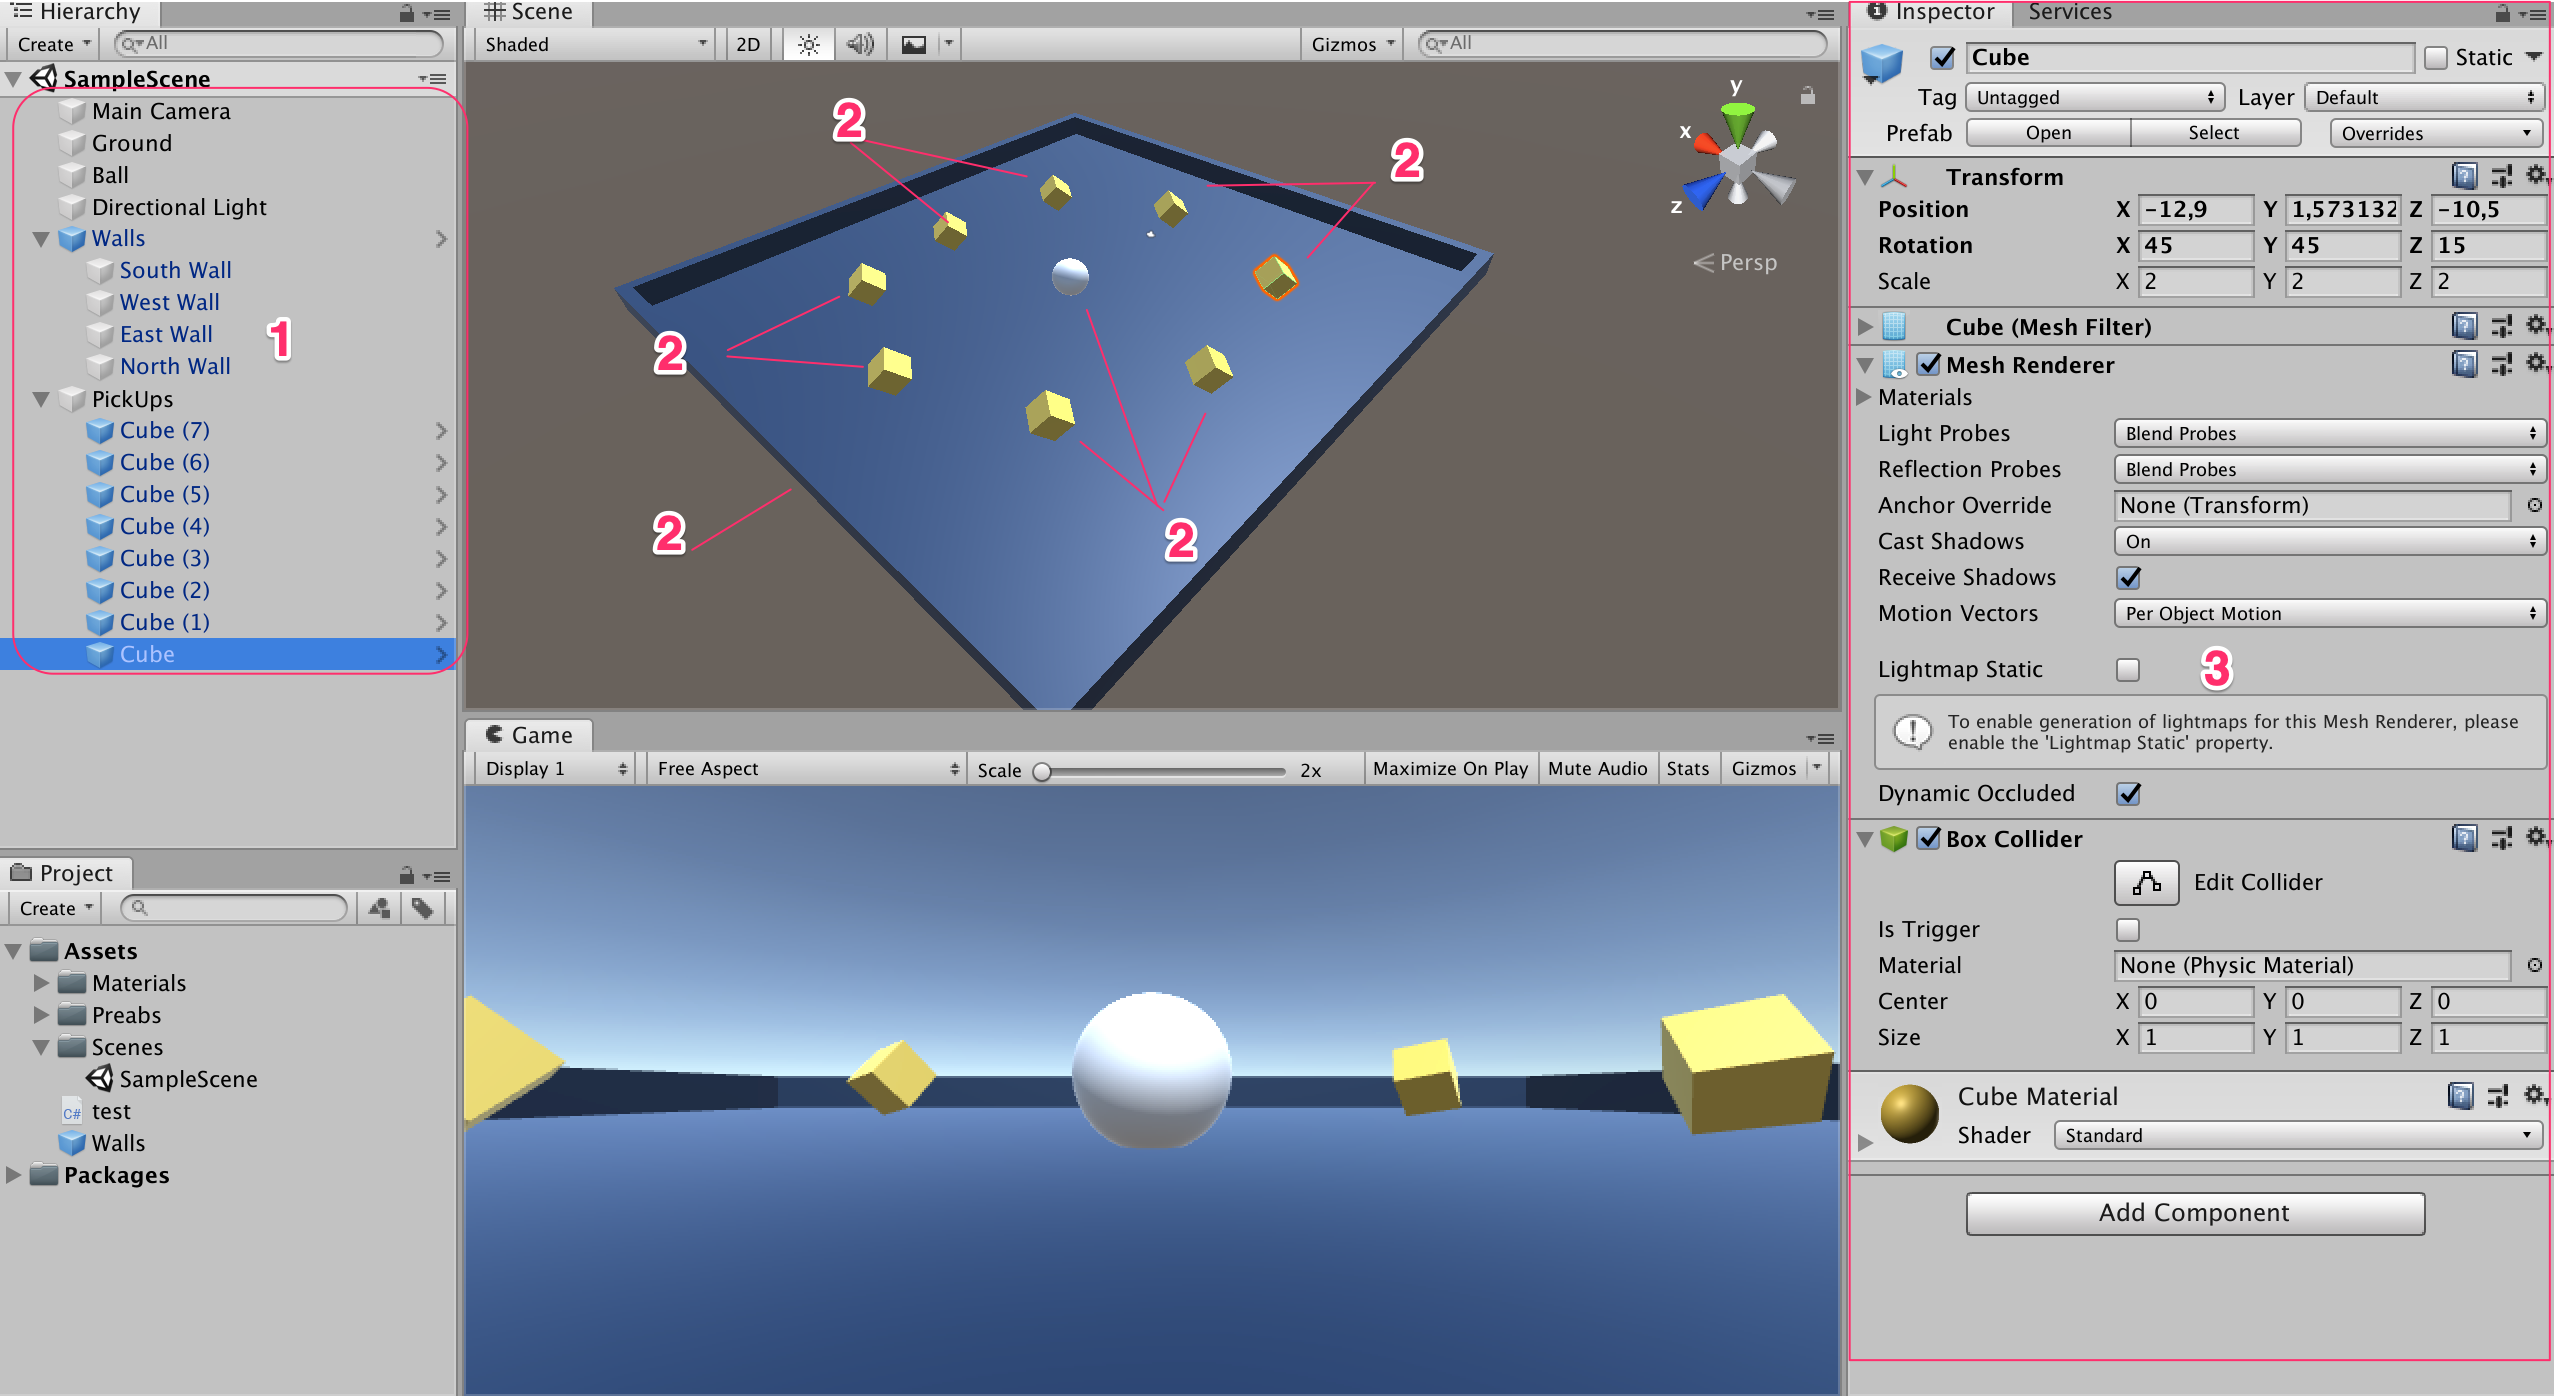 Hierarchy
Create
All
SampleScene
Main Camera
Ground
Ball
Directional Light
Walls
South Wall
West Wall
East Wall
North Wall
1
PickUps
Cube (7)
Cube (6)
Cube (5)
Cube (4)
Cube (3)
Cube (2)
Cube (1)
Cube
Project
Create
Assets
Materials
Preabs
Scenes
SampleScene
C#
test
Walls
Packages
Scene
Shaded
2D
Gizmos
All
2
2
y
x
z
Persp
2
2
2
Game
Display 1
Free Aspect
Scale
2x
Maximize On Play
Mute Audio
Stats
Gizmos
Inspector
Services
Cube
Static
Tag Untagged Layer Default
Prefab Open Select Overrides
Transform
Position X -12,9 Y 1,573132 Z -10,5
Rotation X 45 Y 45 Z 15
Scale X 2 Y 2 Z 2
Cube (Mesh Filter)
Mesh Renderer
Materials
Light Probes Blend Probes
Reflection Probes Blend Probes
Anchor Override None (Transform)
Cast Shadows On
Receive Shadows
Motion Vectors Per Object Motion
Lightmap Static
3
To enable generation of lightmaps for this Mesh Renderer, please
enable the 'Lightmap Static' property.
Dynamic Occluded
Box Collider
Edit Collider
Is Trigger
Material None (Physic Material)
Center X 0 Y 0 Z 0
Size X 1 Y 1 Z 1
Cube Material
Shader Standard
Add Component